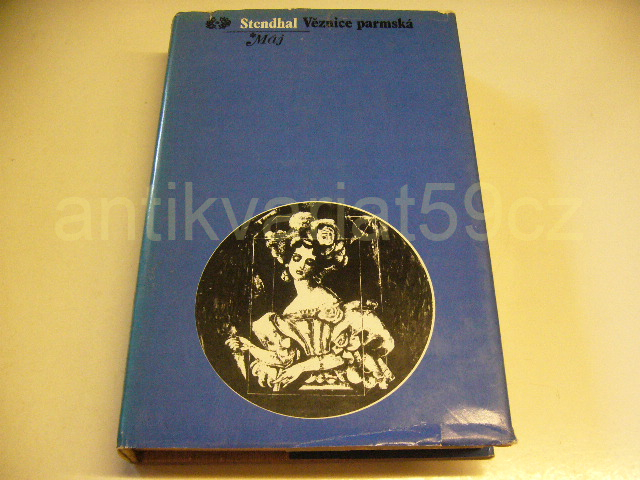 Stendhal Věznice parmská
Máj
antikvariat59cz